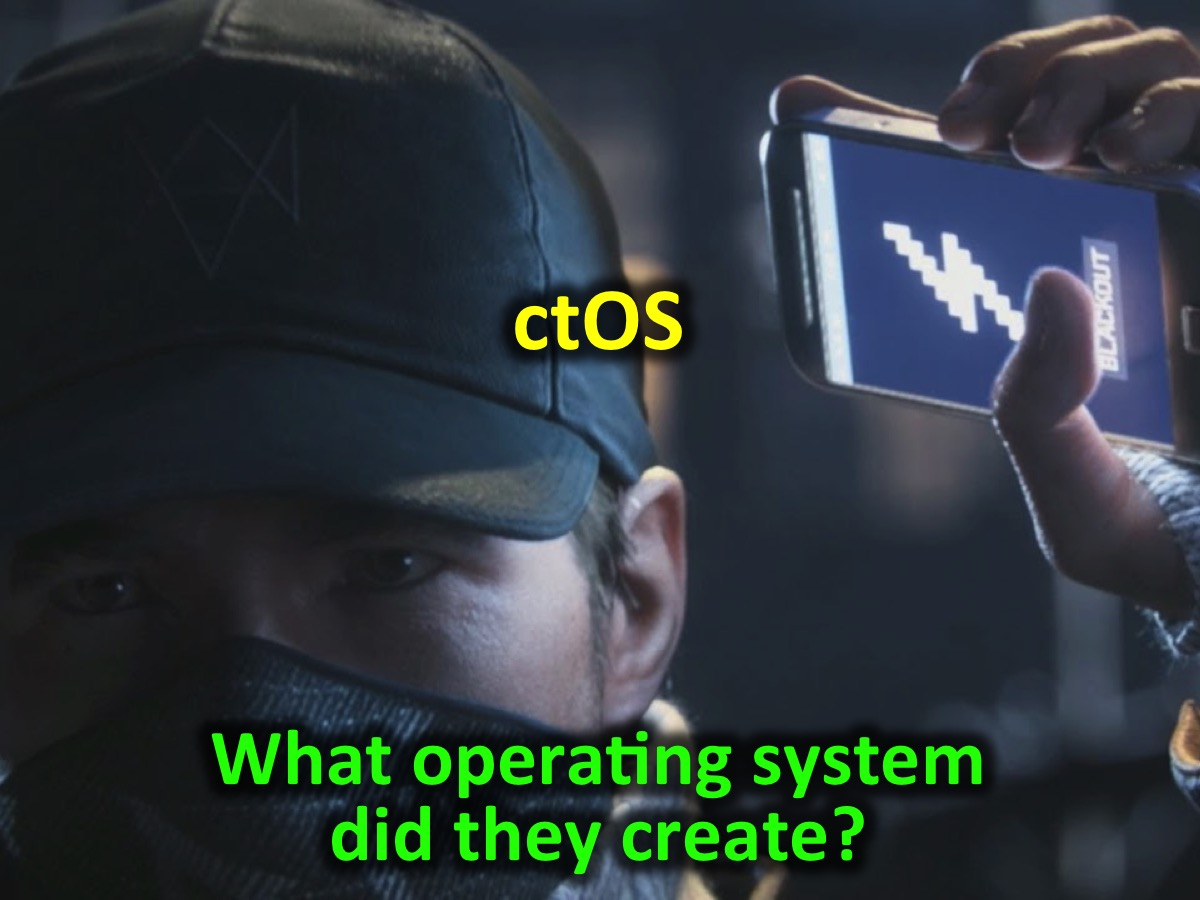 BLACKOUT
ctOS
What operating system
did they create?